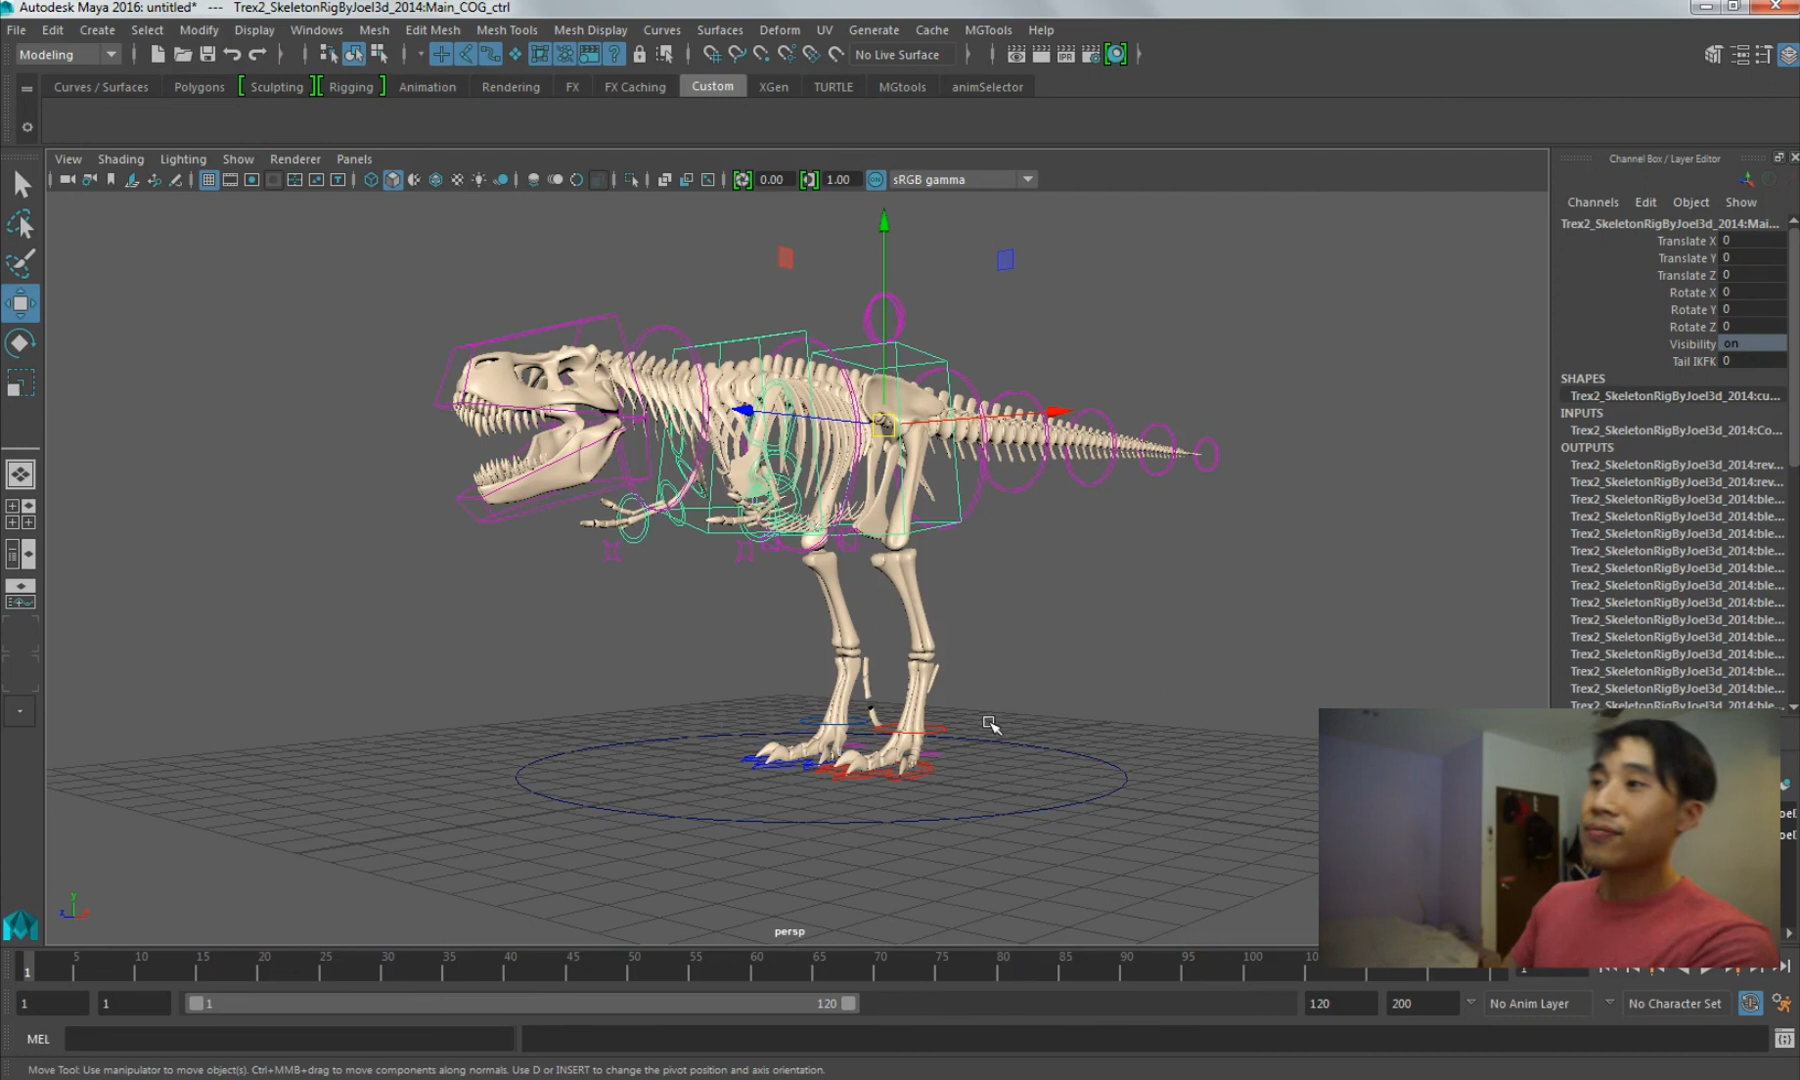 Autodesk Maya 2016: untitled* --- Trex2_SkeletonRigByJoel3d_2014:Main_COG_ctrl
File Edit Create Select Modify Display Windows Mesh Edit Mesh Mesh Tools Mesh Display Curves Surfaces Deform UV Generate Cache MGTools Help
Modeling No Live Surface IPR
Curves / Surfaces Polygons Sculpting Rigging Animation Rendering FX FX Caching Custom XGen TURTLE MGtools animSelector
Channel Box / Layer Editor
View Shading Lighting Show Renderer Panels
0.00 1.00 sRGB gamma
Channels Edit Object Show
Trex2_SkeletonRigByJoel3d_2014:Mai...
Translate X 0
Translate Y 0
Translate Z 0
Rotate X 0
Rotate Y 0
Rotate Z 0
Visibility on
Tail IKFK 0
SHAPES
Trex2_SkeletonRigByJoel3d_2014:cu...
INPUTS
Trex2_SkeletonRigByJoel3d_2014:Co...
OUTPUTS
Trex2_SkeletonRigByJoel3d_2014:rev...
Trex2_SkeletonRigByJoel3d_2014:rev...
Trex2_SkeletonRigByJoel3d_2014:ble...
Trex2_SkeletonRigByJoel3d_2014:ble...
Trex2_SkeletonRigByJoel3d_2014:ble...
Trex2_SkeletonRigByJoel3d_2014:ble...
Trex2_SkeletonRigByJoel3d_2014:ble...
Trex2_SkeletonRigByJoel3d_2014:ble...
Trex2_SkeletonRigByJoel3d_2014:ble...
Trex2_SkeletonRigByJoel3d_2014:ble...
Trex2_SkeletonRigByJoel3d_2014:ble...
Trex2_SkeletonRigByJoel3d_2014:ble...
Trex2_SkeletonRigByJoel3d_2014:ble...
Trex2_SkeletonRigByJoel3d_2014:ble...
persp
5 10 15 20 25 30 35 40 45 50 55 60 65 70 75 80 85 90 95 100
1
1 1 1 120 120 200 No Anim Layer No Character Set
MEL
Move Tool: Use manipulator to move object(s). Ctrl+MMB+drag to move components along normals. Use D or INSERT to change the pivot position and axis orientation.